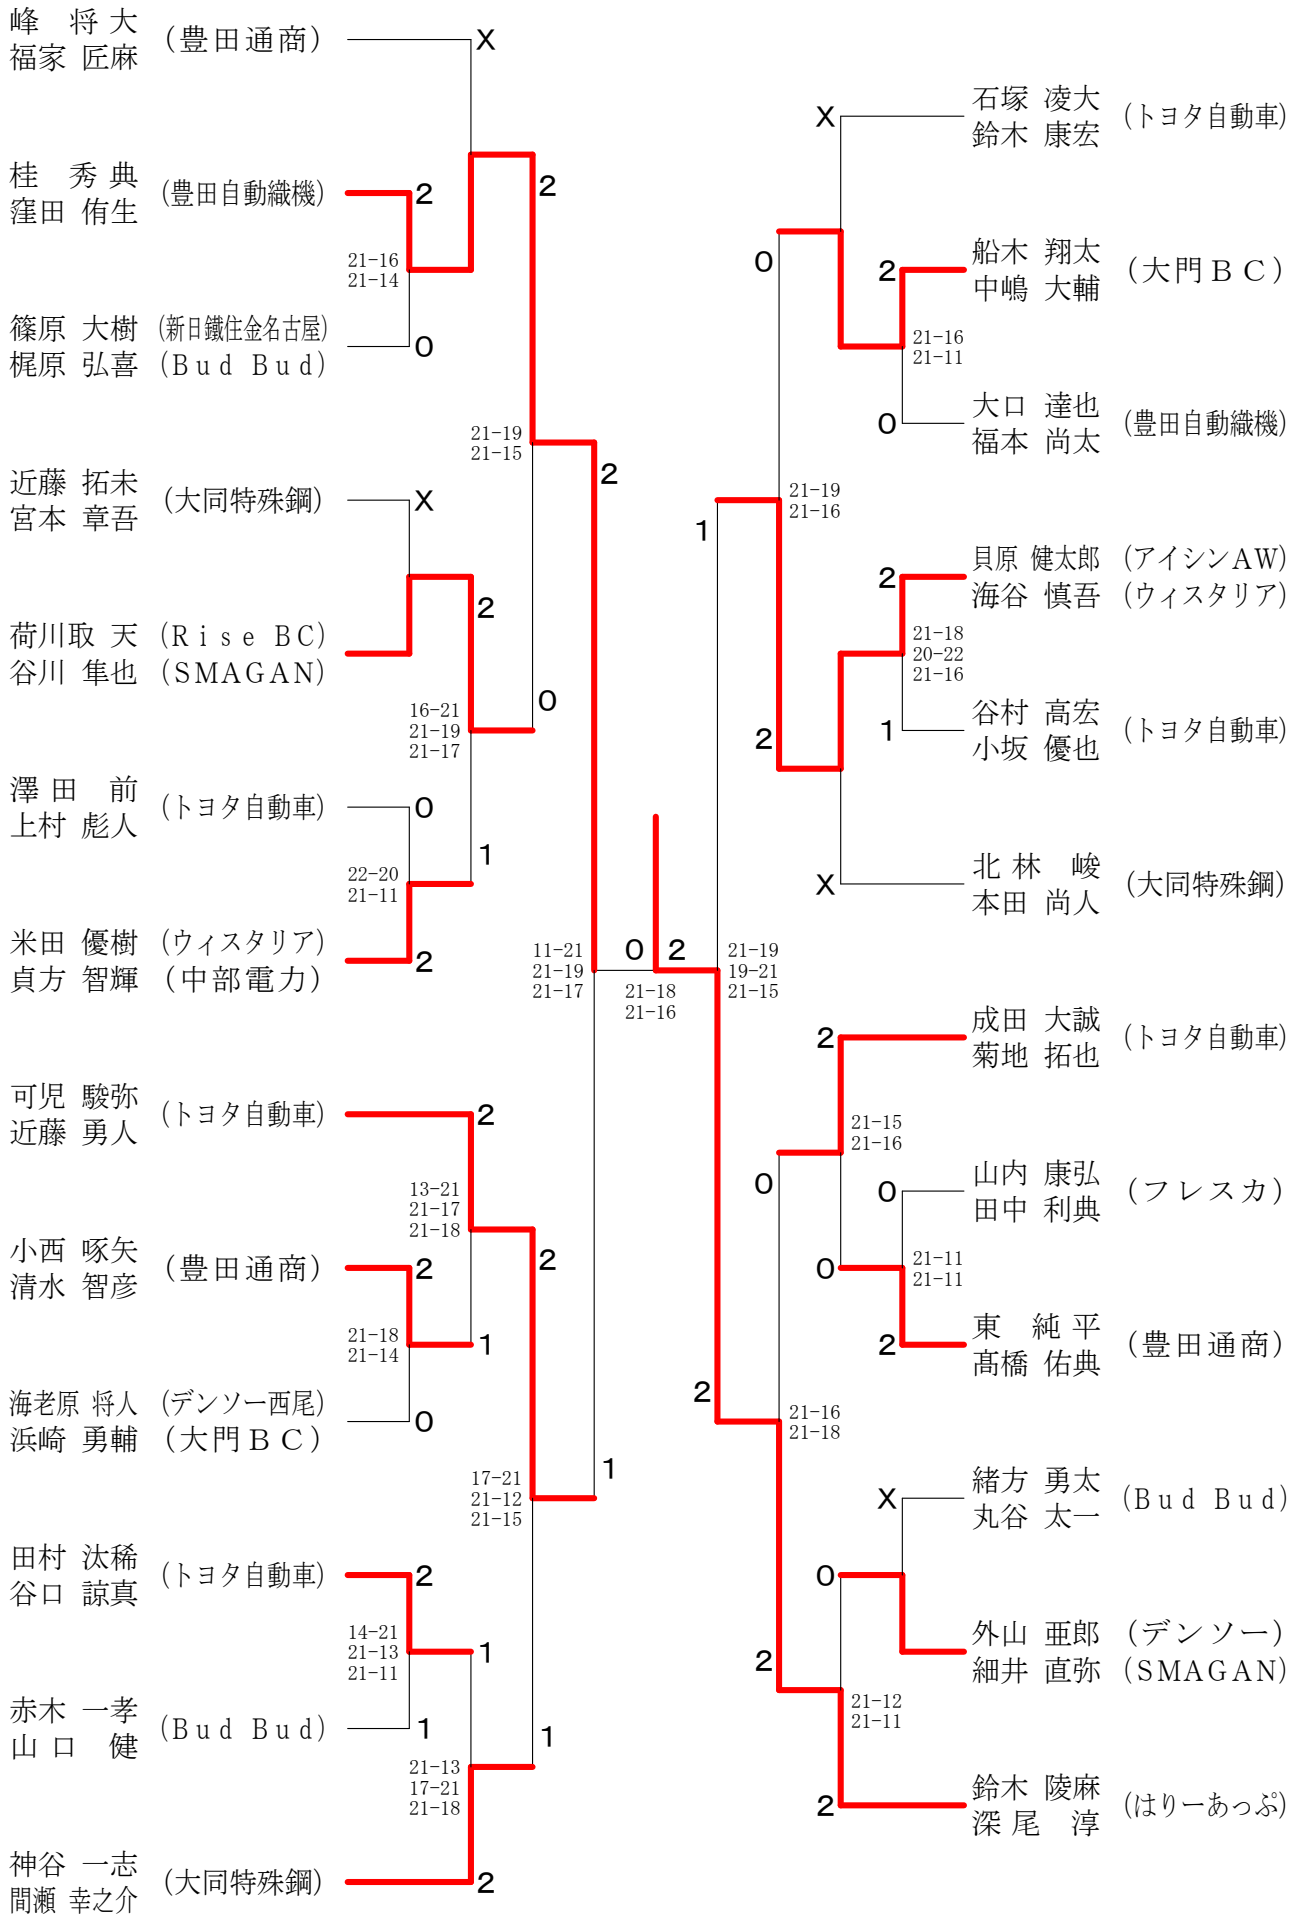 峰 将大
福家 匠麻
(豊田通商)
X
桂 秀典
窪田 侑生
(豊田自動織機)
2
2
21-16
21-14
篠原 大樹 (新日鐵住金名古屋)
梶原 弘喜 (Bud Bud)
0
21-19
21-15
2
近藤 拓未
宮本 章吾
(大同特殊鋼)
X
2
荷川取 天 (Rise BC)
谷川 隼也 (SMAGAN)
0
16-21
21-19
21-17
澤田 前
上村 彪人
(トヨタ自動車)
0
1
22-20
21-11
米田 優樹 (ウィスタリア)
貞方 智輝 (中部電力)
2
11-21
21-19
21-17
0
2
21-18
21-16
可児 駿弥
近藤 勇人
(トヨタ自動車)
2
13-21
21-17
21-18
小西 啄矢
清水 智彦
(豊田通商)
2
2
21-18
21-14
1
海老原 将人 (デンソー西尾)
浜崎 勇輔 (大門BC)
0
1
17-21
21-12
21-15
田村 汰稀
谷口 諒真
(トヨタ自動車)
2
14-21
21-13
21-11
1
赤木 一孝
山口 健
(Bud Bud)
1
1
21-13
17-21
21-18
神谷 一志
間瀬 幸之介
(大同特殊鋼)
2
石塚 凌大
鈴木 康宏
(トヨタ自動車)
X
船木 翔太
中嶋 大輔
(大門BC)
0
2
21-16
21-11
大口 達也
福本 尚太
(豊田自動織機)
0
21-19
21-16
1
貝原 健太郎 (アイシンAW)
海谷 慎吾 (ウィスタリア)
2
21-18
20-22
21-16
谷村 高宏
小坂 優也
(トヨタ自動車)
2
1
北林 峻
本田 尚人
(大同特殊鋼)
X
21-19
19-21
21-15
成田 大誠
菊地 拓也
(トヨタ自動車)
2
21-15
21-16
山内 康弘
田中 利典
(フレスカ)
0
0
21-11
21-11
0
東 純平
髙橋 佑典
(豊田通商)
2
2
21-16
21-18
緒方 勇太
丸谷 太一
(Bud Bud)
X
0
外山 亜郎 (デンソー)
細井 直弥 (SMAGAN)
2
21-12
21-11
鈴木 陵麻
深尾 淳
(はりーあっぷ)
2